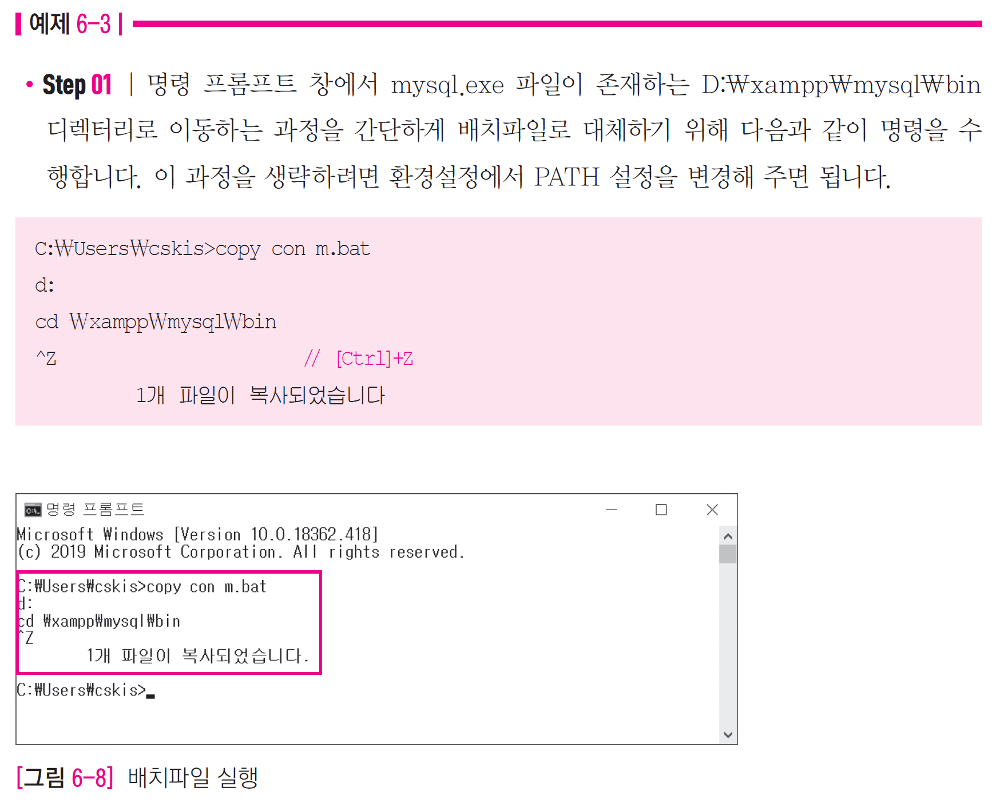 예제 6-3
• Step 01 | 명령 프롬프트 창에서 mysql.exe 파일이 존재하는 D:₩xampp₩mysql₩bin
디렉터리로 이동하는 과정을 간단하게 배치파일로 대체하기 위해 다음과 같이 명령을 수
행합니다. 이 과정을 생략하려면 환경설정에서 PATH 설정을 변경해 주면 됩니다.
C:₩Users₩cskis>copy con m.bat
d:
cd ₩xampp₩mysql₩bin
^Z // [Ctrl]+Z
1개 파일이 복사되었습니다
명령 프롬프트
Microsoft Windows [Version 10.0.18362.418]
(c) 2019 Microsoft Corporation. All rights reserved.
C:₩Users₩cskis>copy con m.bat
d:
cd ₩xampp₩mysql₩bin
^Z
1개 파일이 복사되었습니다.
C:₩Users₩cskis>_
[그림 6-8] 배치파일 실행